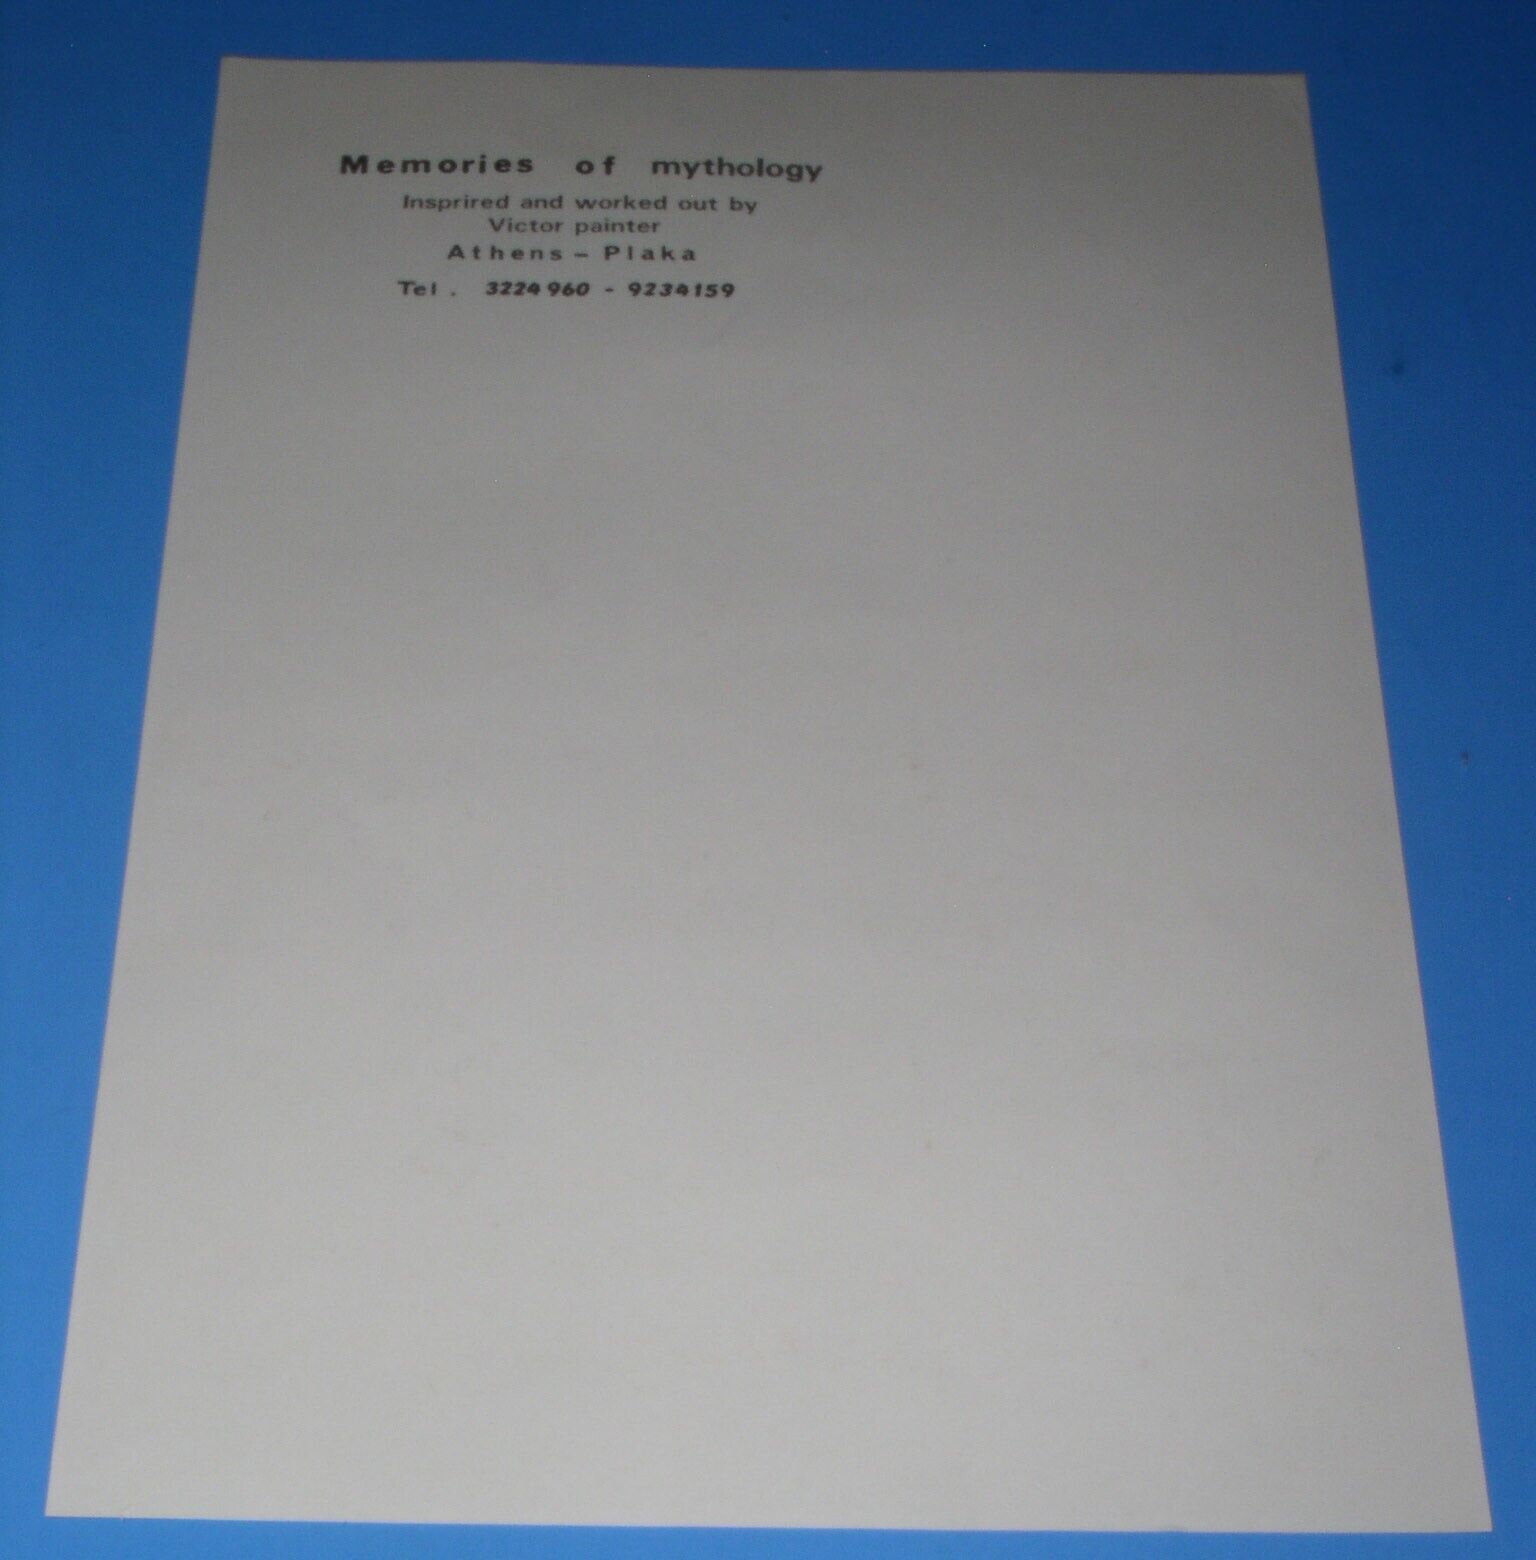 Memories of mythology
Insprired and worked out by
Victor painter
Athens - Plaka
Tel. 3224960 - 9234159